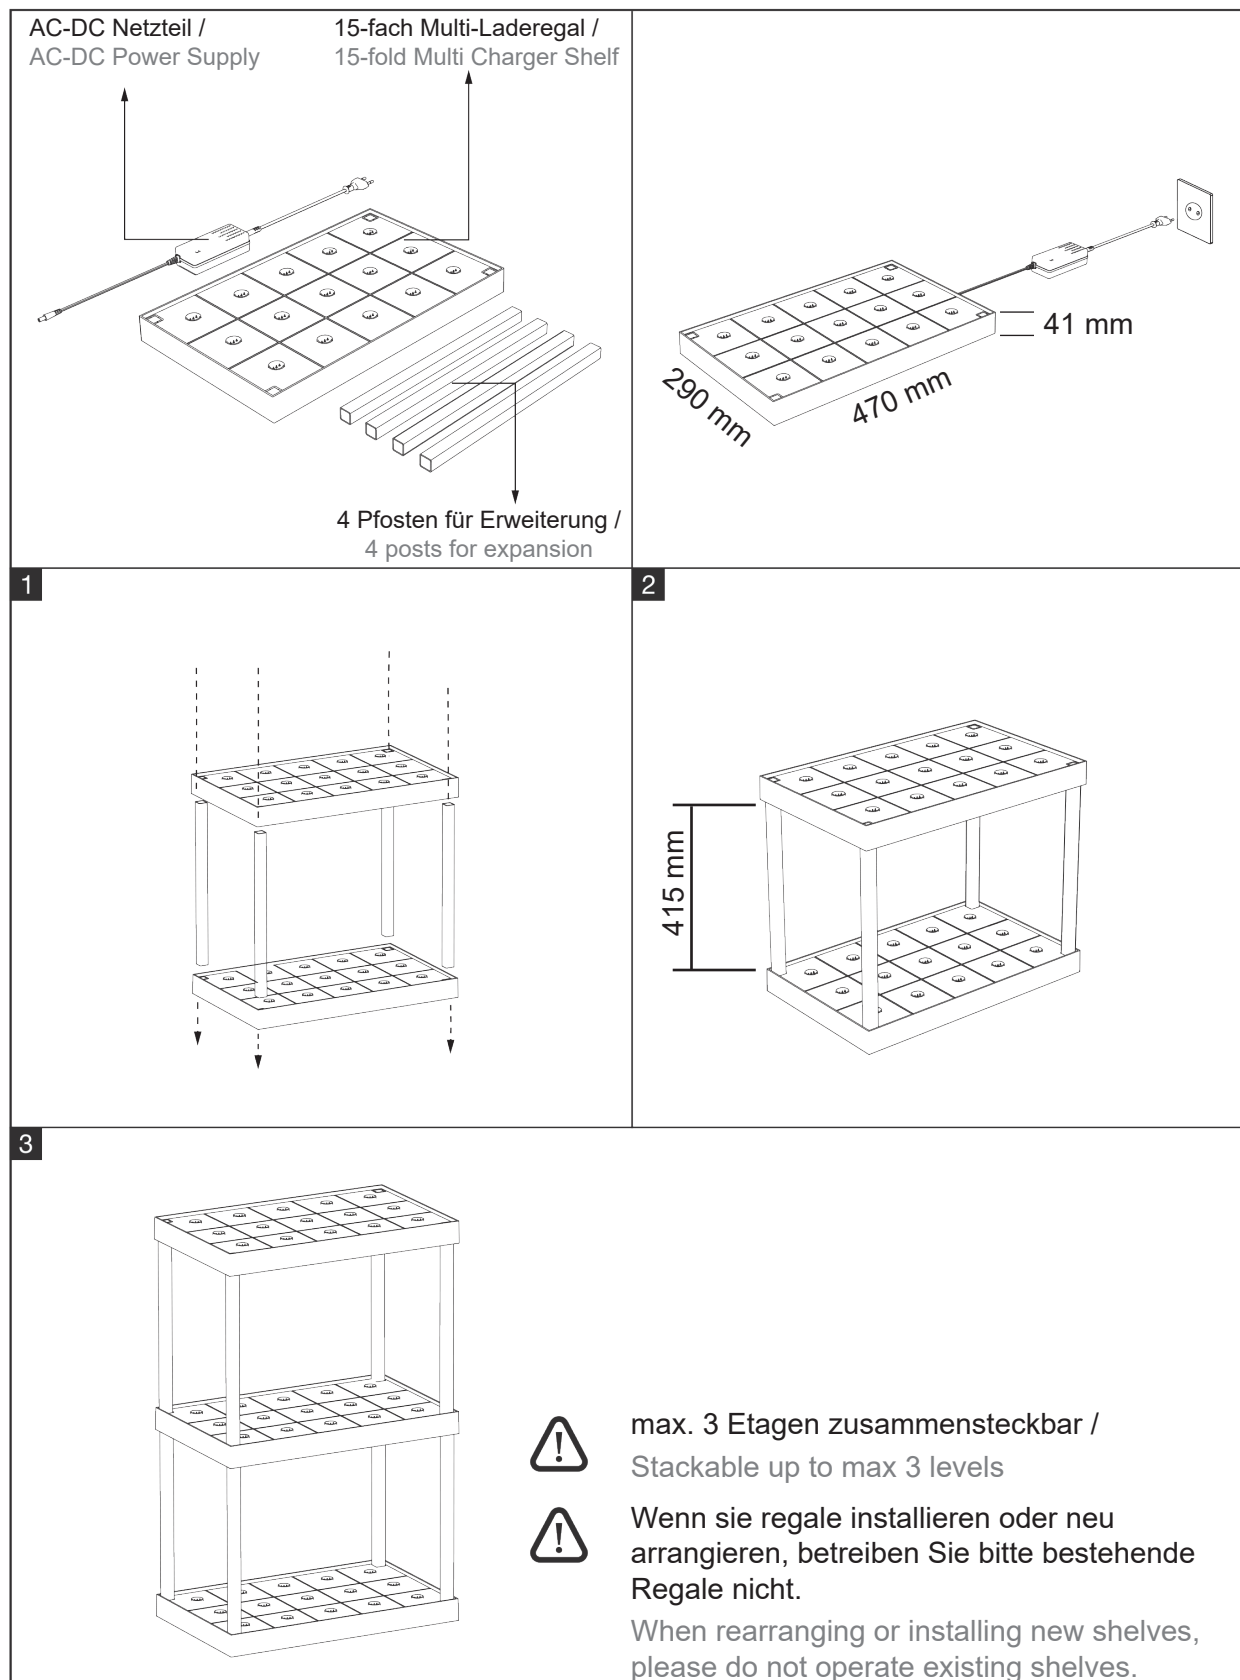 AC-DC Netzteil /
AC-DC Power Supply
15-fach Multi-Laderegal /
15-fold Multi Charger Shelf
4 Pfosten für Erweiterung /
4 posts for expansion
41 mm
290 mm
470 mm
1
2
415 mm
3
max. 3 Etagen zusammensteckbar /
Stackable up to max 3 levels
Wenn sie regale installieren oder neu
arrangieren, betreiben Sie bitte bestehende
Regale nicht.
When rearranging or installing new shelves,
please do not operate existing shelves.